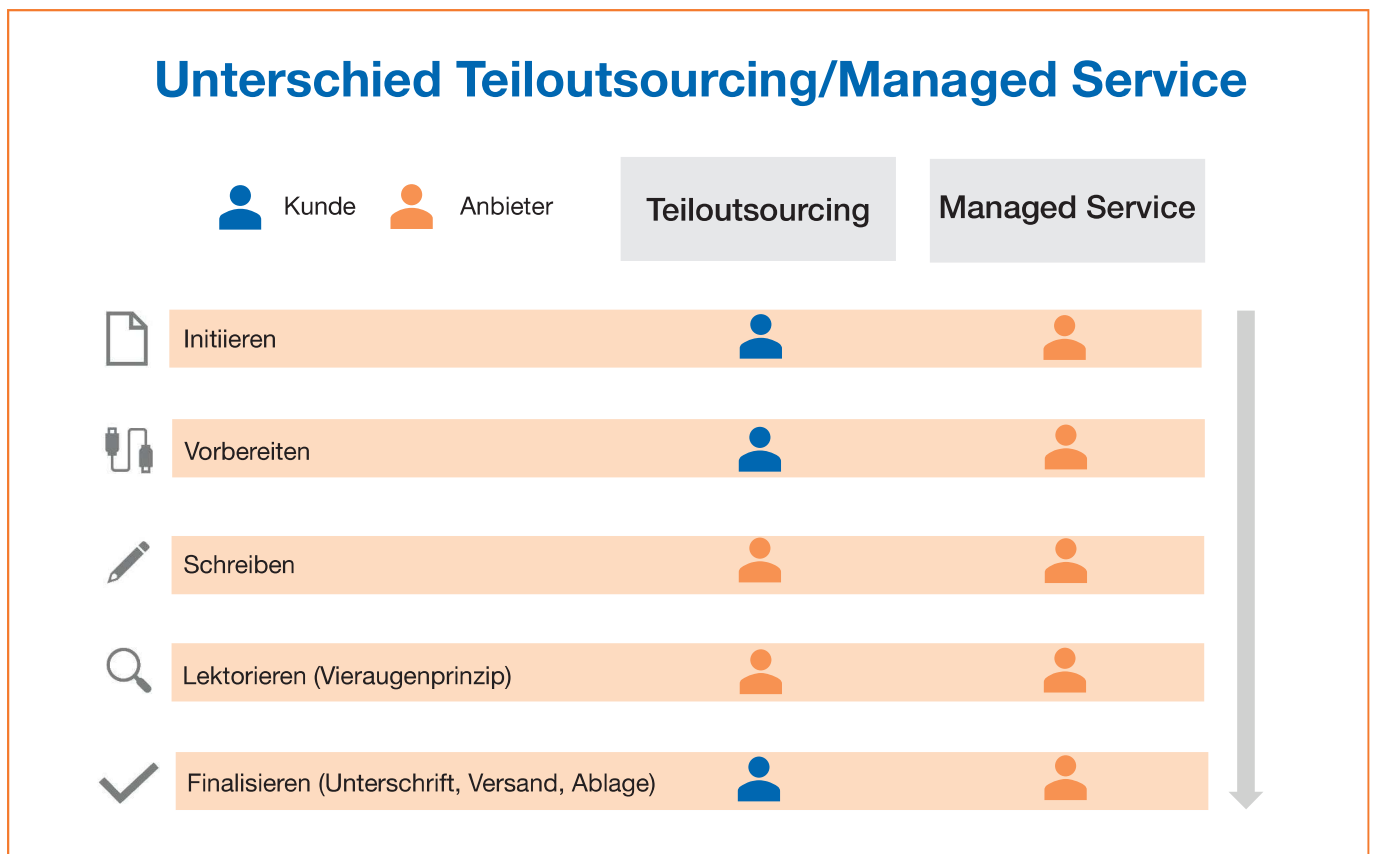 Unterschied Teiloutsourcing/Managed Service
Kunde
Anbieter
Teiloutsourcing
Managed Service
Initiieren
Vorbereiten
Schreiben
Lektorieren (Vieraugenprinzip)
Finalisieren (Unterschrift, Versand, Ablage)